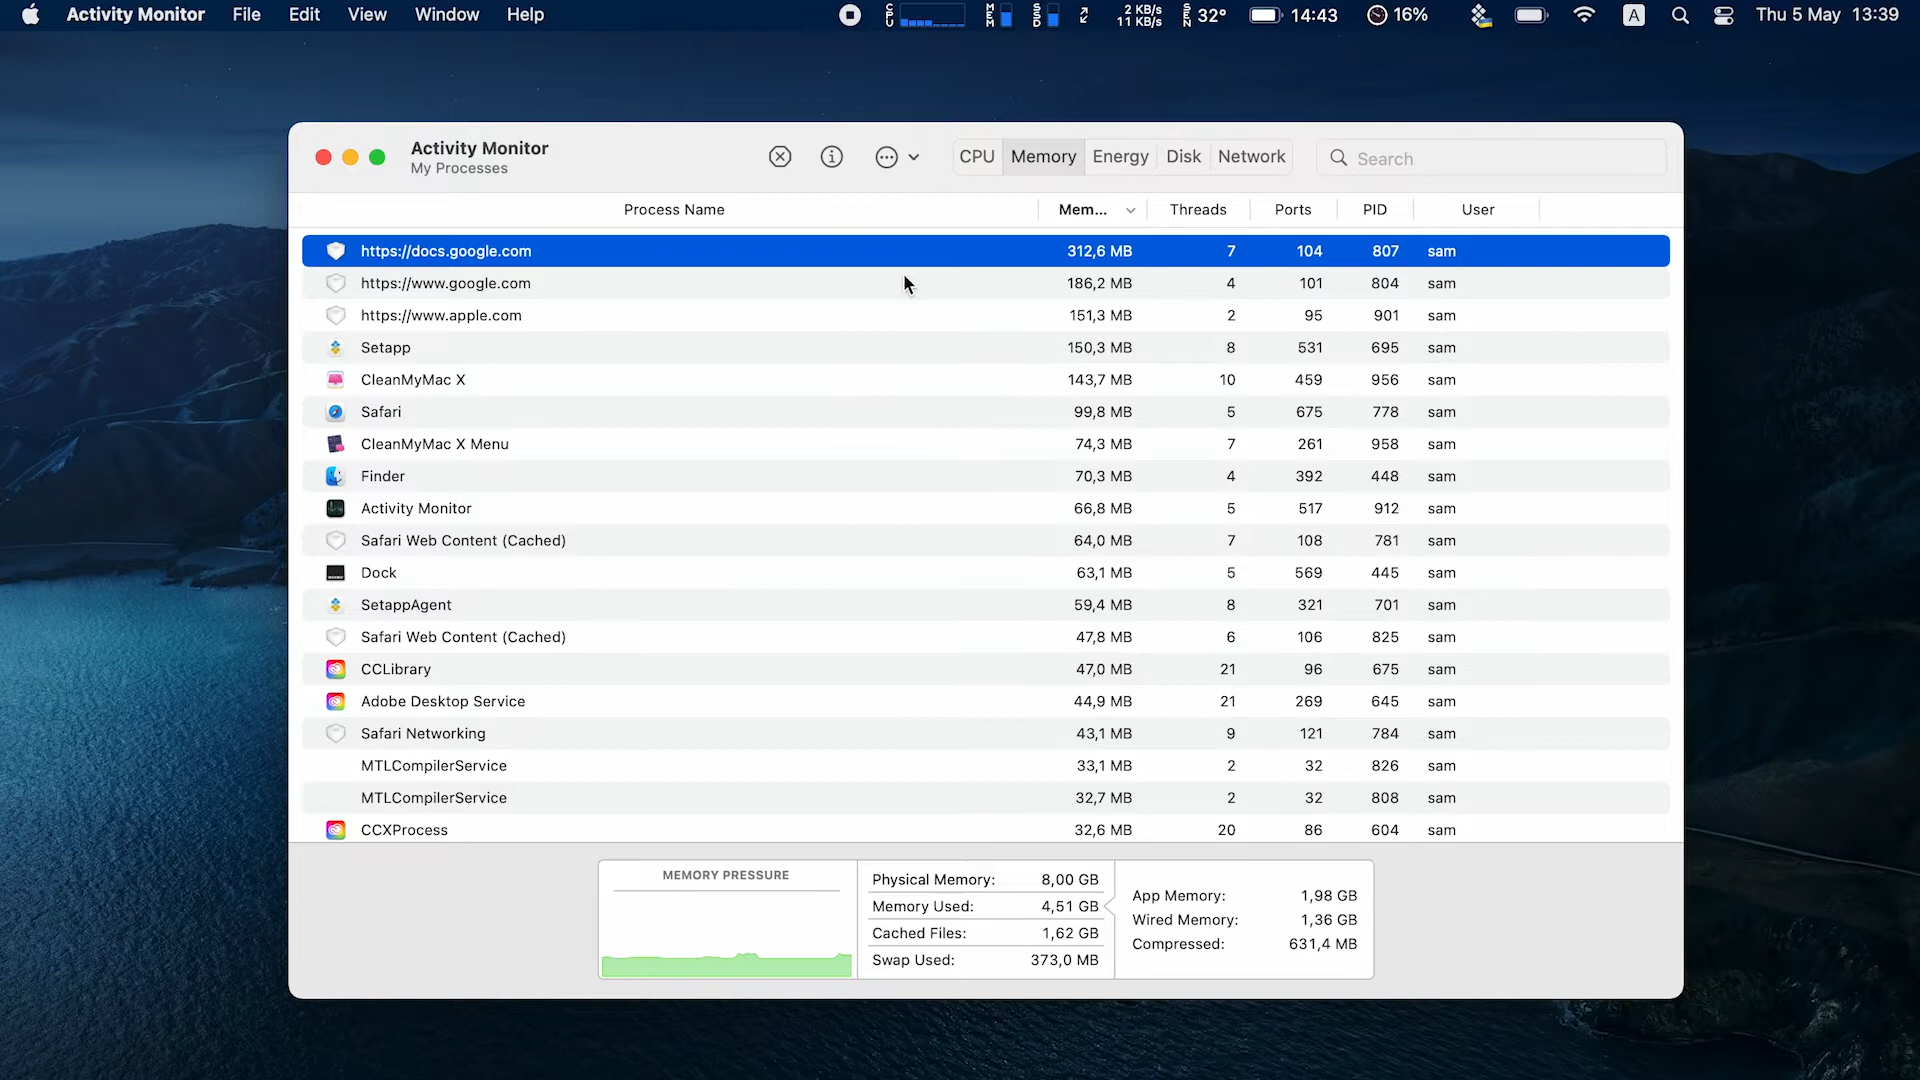 Activity Monitor File Edit View Window Help CPU MEM SSD 2 KB/s 11 KB/s SEN 32° 14:43 16% A Thu 5 May 13:39
Activity Monitor
My Processes
CPU Memory Energy Disk Network Search
Process Name Mem... Threads Ports PID User
https://docs.google.com 312,6 MB 7 104 807 sam
https://www.google.com 186,2 MB 4 101 804 sam
https://www.apple.com 151,3 MB 2 95 901 sam
Setapp 150,3 MB 8 531 695 sam
CleanMyMac X 143,7 MB 10 459 956 sam
Safari 99,8 MB 5 675 778 sam
CleanMyMac X Menu 74,3 MB 7 261 958 sam
Finder 70,3 MB 4 392 448 sam
Activity Monitor 66,8 MB 5 517 912 sam
Safari Web Content (Cached) 64,0 MB 7 108 781 sam
Dock 63,1 MB 5 569 445 sam
SetappAgent 59,4 MB 8 321 701 sam
Safari Web Content (Cached) 47,8 MB 6 106 825 sam
CCLibrary 47,0 MB 21 96 675 sam
Adobe Desktop Service 44,9 MB 21 269 645 sam
Safari Networking 43,1 MB 9 121 784 sam
MTLCompilerService 33,1 MB 2 32 826 sam
MTLCompilerService 32,7 MB 2 32 808 sam
CCXProcess 32,6 MB 20 86 604 sam
MEMORY PRESSURE
Physical Memory: 8,00 GB
Memory Used: 4,51 GB
Cached Files: 1,62 GB
Swap Used: 373,0 MB
App Memory: 1,98 GB
Wired Memory: 1,36 GB
Compressed: 631,4 MB